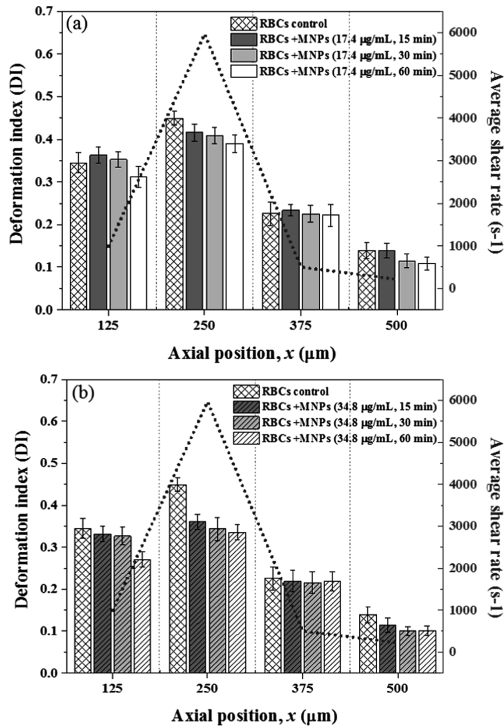 (a)
RBCs control
RBCs +MNPs (17.4 µg/mL, 15 min)
RBCs +MNPs (17.4 µg/mL, 30 min)
RBCs +MNPs (17.4 µg/mL, 60 min)
Deformation index (DI)
0.7
0.6
0.5
0.4
0.3
0.2
0.1
0.0
Average shear rate (s-1)
6000
5000
4000
3000
2000
1000
0
125 250 375 500
Axial position, x (µm)
(b)
RBCs control
RBCs +MNPs (34.8 µg/mL, 15 min)
RBCs +MNPs (34.8 µg/mL, 30 min)
RBCs +MNPs (34.8 µg/mL, 60 min)
Deformation index (DI)
0.7
0.6
0.5
0.4
0.3
0.2
0.1
0.0
Average shear rate (s-1)
6000
5000
4000
3000
2000
1000
0
125 250 375 500
Axial position, x (µm)